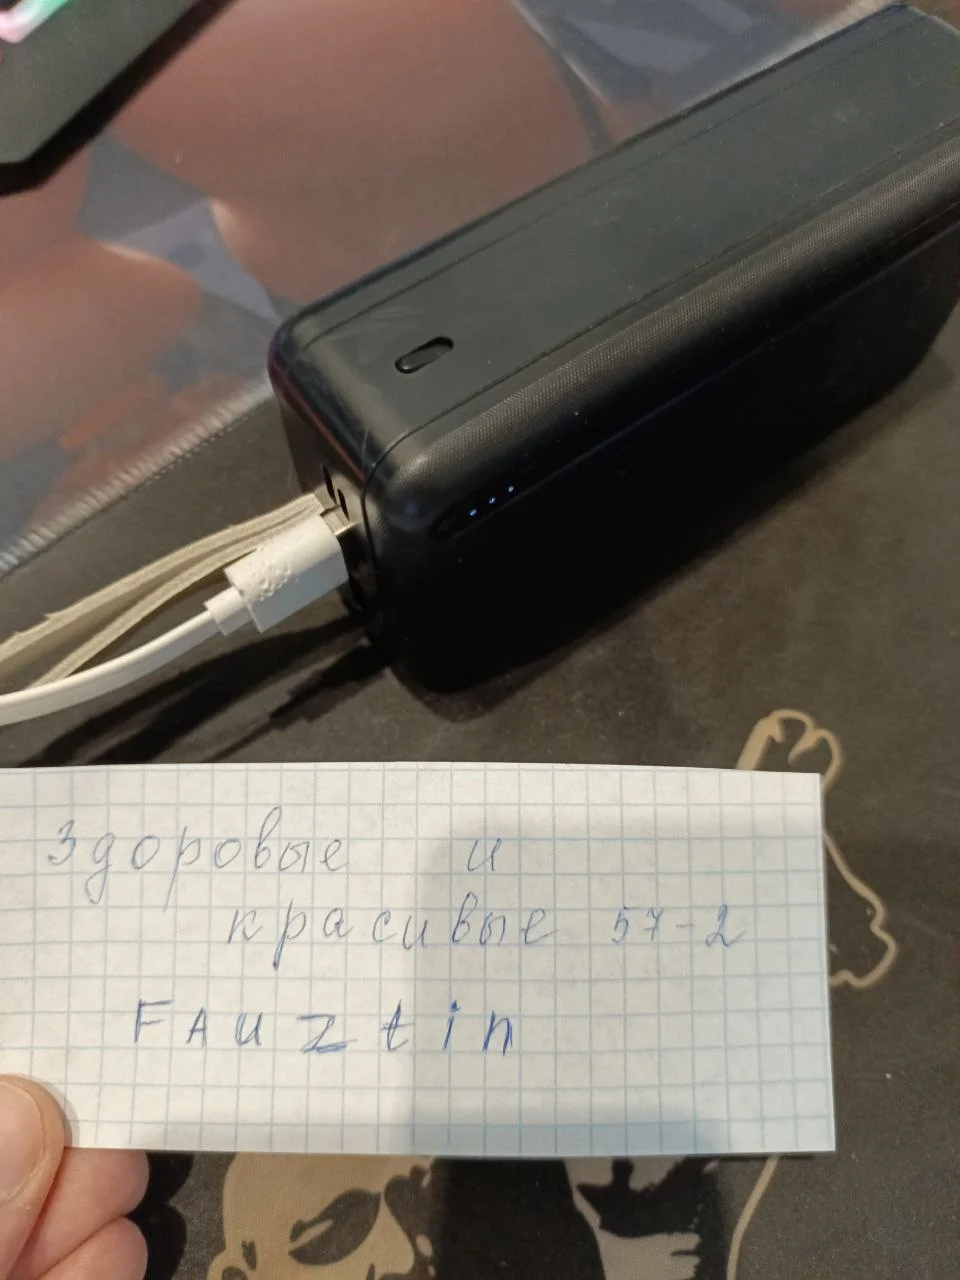 Здоровые и
красивые 57-2
FAuztin